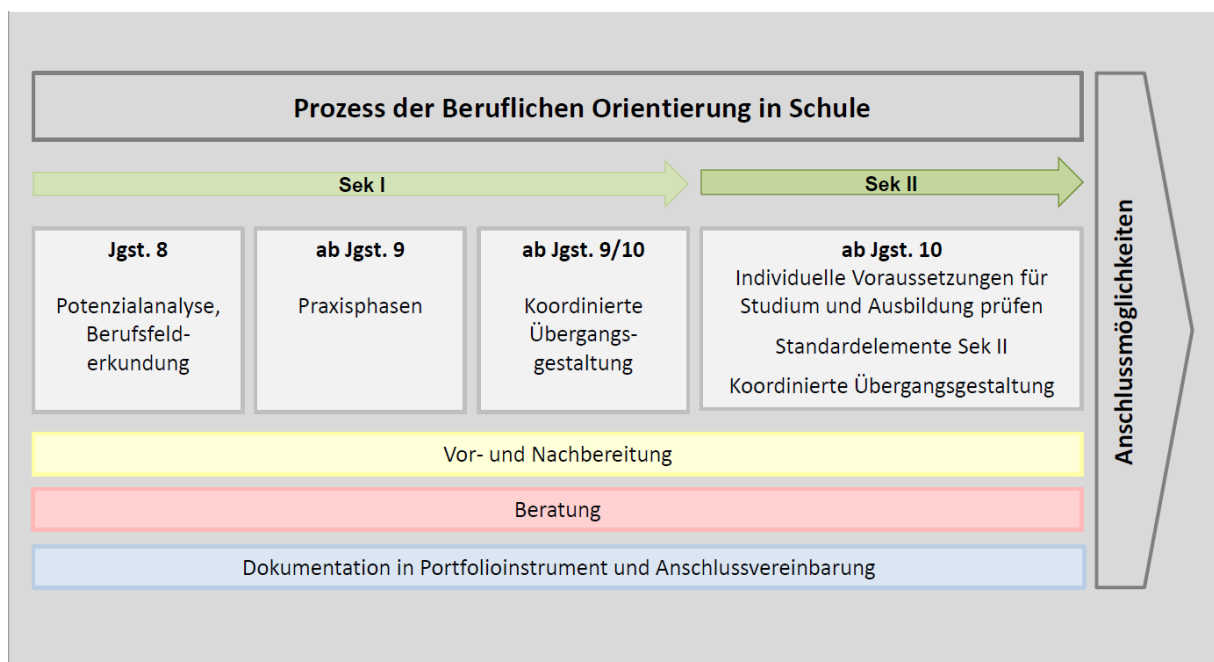 Prozess der Beruflichen Orientierung in Schule
Sek I
Sek II
Jgst. 8
Potenzialanalyse,
Berufsfeld-
erkundung
ab Jgst. 9
Praxisphasen
ab Jgst. 9/10
Koordinierte
Übergangs-
gestaltung
ab Jgst. 10
Individuelle Voraussetzungen für
Studium und Ausbildung prüfen
Standardelemente Sek II
Koordinierte Übergangsgestaltung
Vor- und Nachbereitung
Beratung
Dokumentation in Portfolioinstrument und Anschlussvereinbarung
Anschlussmöglichkeiten